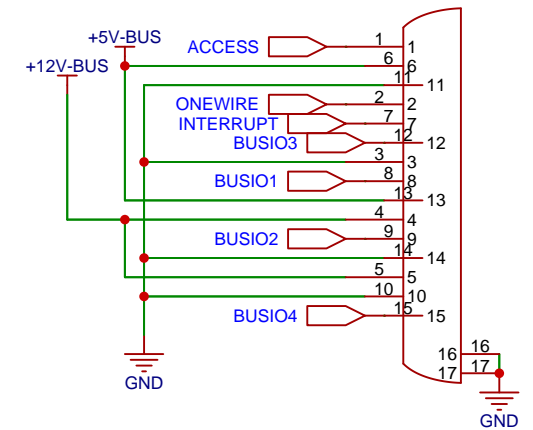 +5V-BUS
ACCESS 1 1
+12V-BUS 6 6
11 11
ONEWIRE 2 2
INTERRUPT 7 7
BUSIO3 12 12
3 3
BUSIO1 8 8
13 13
4 4
BUSIO2 9 9
14 14
5 5
10 10
BUSIO4 15 15
16 16
17 17
GND
GND